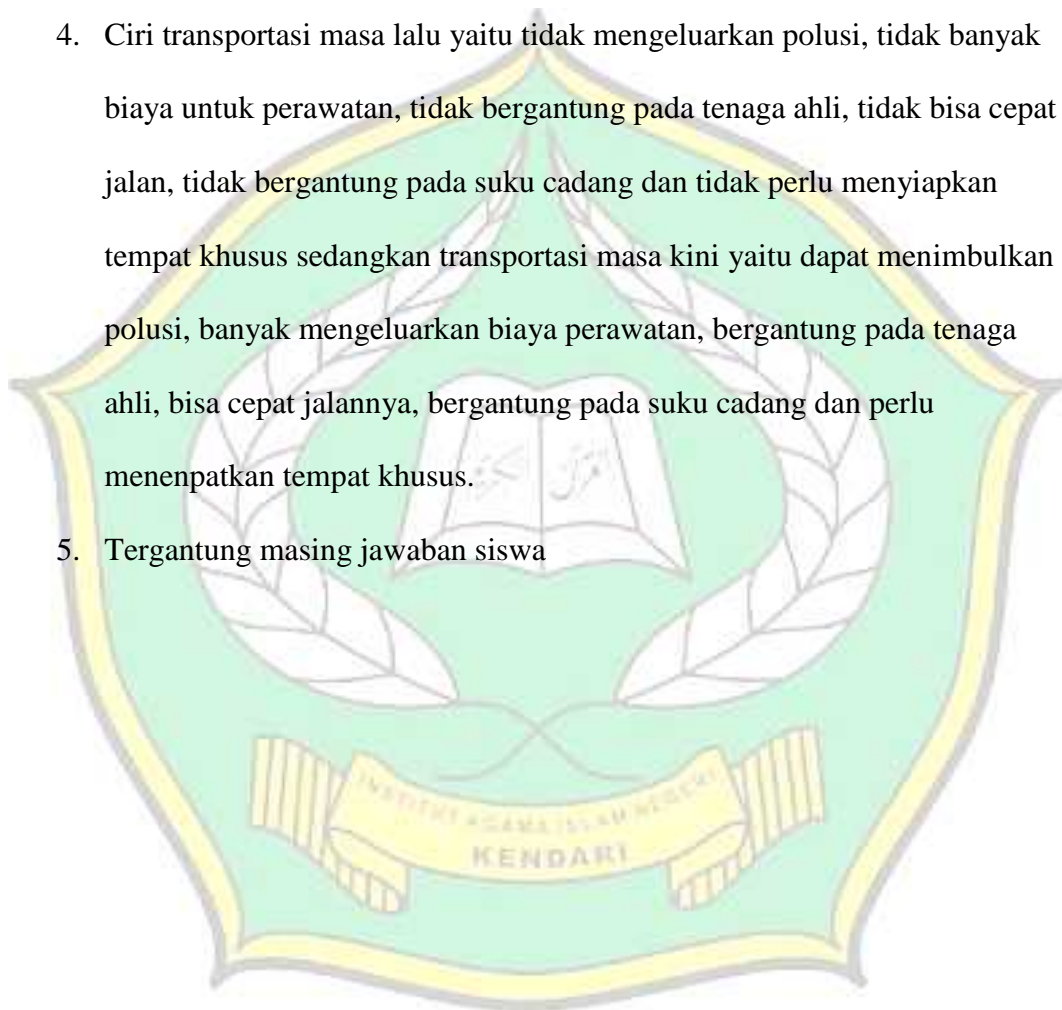 4. Ciri transportasi masa lalu yaitu tidak mengeluarkan polusi, tidak banyak
biaya untuk perawatan, tidak bergantung pada tenaga ahli, tidak bisa cepat
jalan, tidak bergantung pada suku cadang dan tidak perlu menyiapkan
tempat khusus sedangkan transportasi masa kini yaitu dapat menimbulkan
polusi, banyak mengeluarkan biaya perawatan, bergantung pada tenaga
ahli, bisa cepat jalannya, bergantung pada suku cadang dan perlu
menenpatkan tempat khusus.
5. Tergantung masing jawaban siswa
INSTITUT AGAMA ISLAM NEGERI
KENDARI